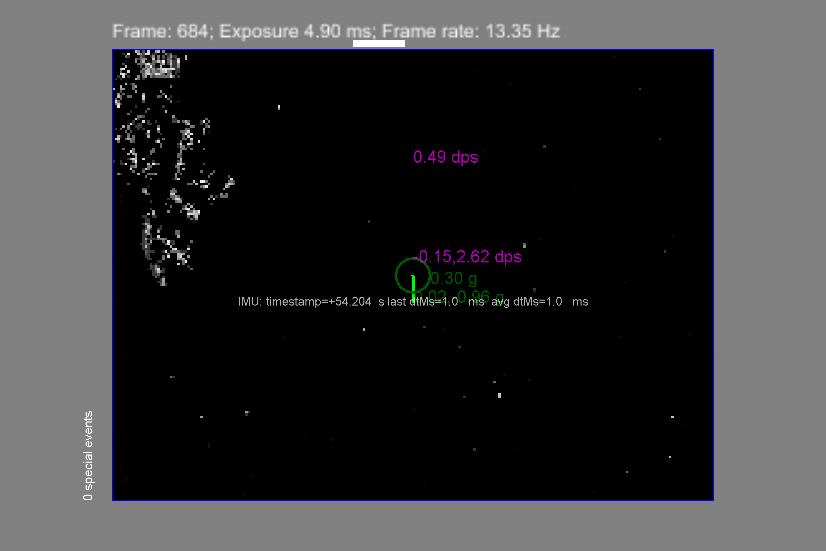 Frame: 684; Exposure 4.90 ms; Frame rate: 13.35 Hz
0.49 dps
-0.15,2.62 dps
0.30 g
0.96 g
IMU: timestamp=+54.204 s last dtMs=1.0 ms avg dtMs=1.0 ms
0 special events